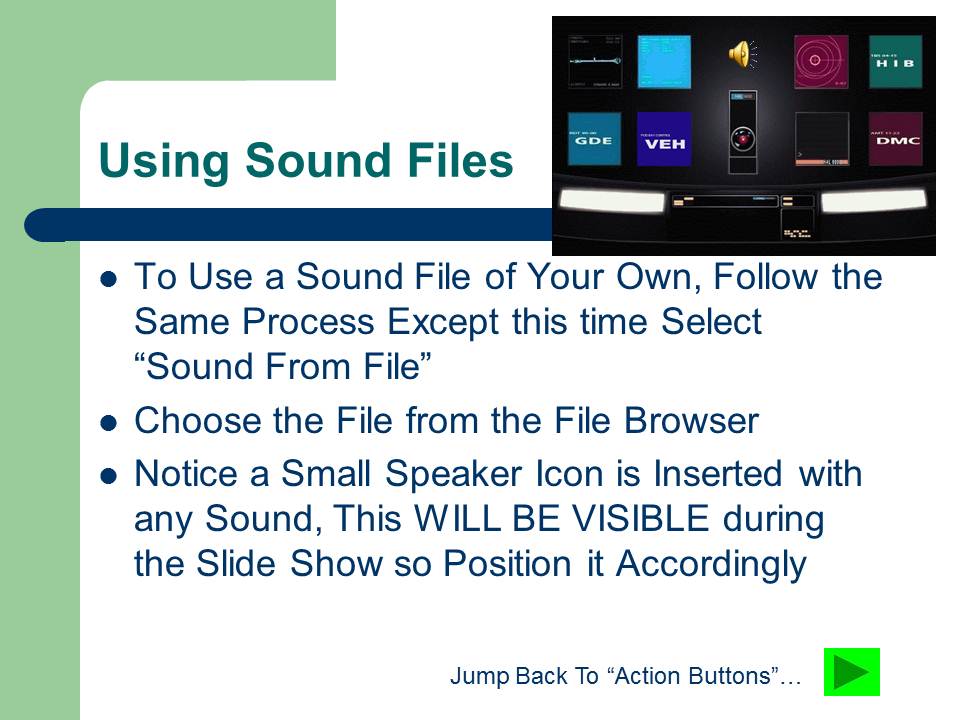 Using Sound Files
HIB
GDE
VEH
DMC
To Use a Sound File of Your Own, Follow the
Same Process Except this time Select
“Sound From File”
Choose the File from the File Browser
Notice a Small Speaker Icon is Inserted with
any Sound, This WILL BE VISIBLE during
the Slide Show so Position it Accordingly
Jump Back To “Action Buttons”…